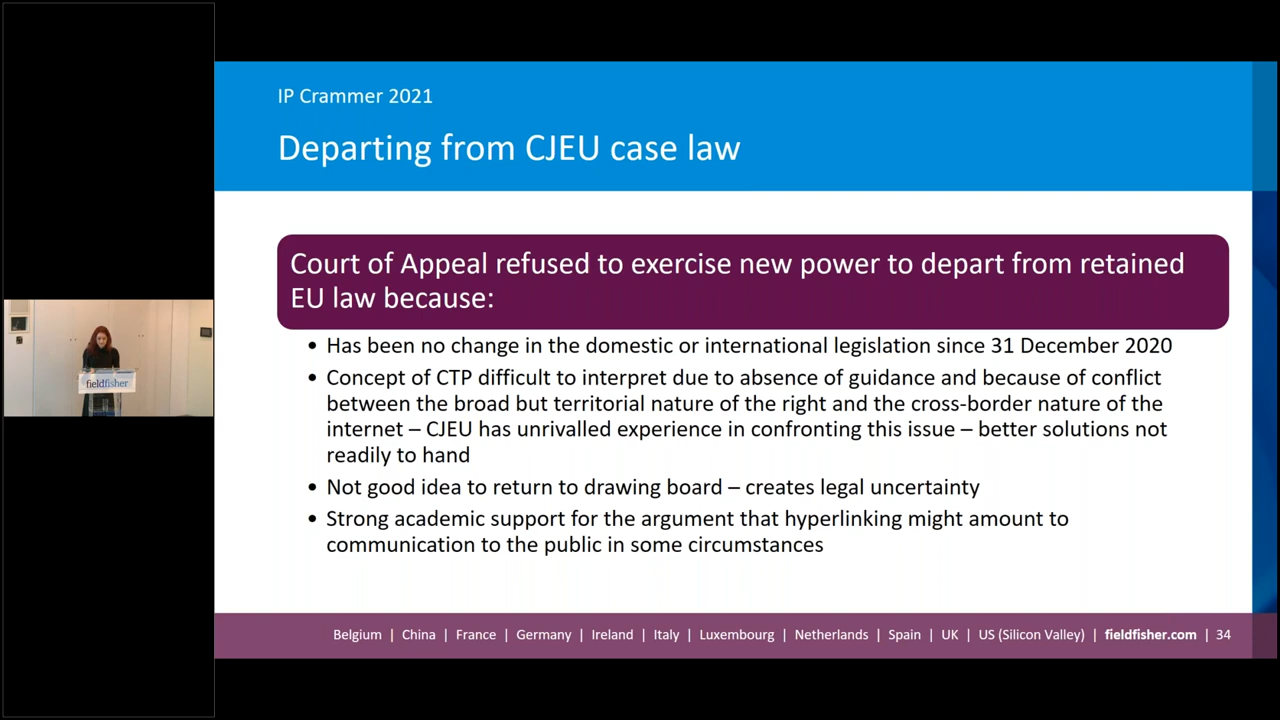 IP Crammer 2021
Departing from CJEU case law
Court of Appeal refused to exercise new power to depart from retained
EU law because:
• Has been no change in the domestic or international legislation since 31 December 2020
• Concept of CTP difficult to interpret due to absence of guidance and because of conflict
between the broad but territorial nature of the right and the cross-border nature of the
internet – CJEU has unrivalled experience in confronting this issue – better solutions not
readily to hand
• Not good idea to return to drawing board – creates legal uncertainty
• Strong academic support for the argument that hyperlinking might amount to
communication to the public in some circumstances
fieldfisher
Belgium | China | France | Germany | Ireland | Italy | Luxembourg | Netherlands | Spain | UK | US (Silicon Valley) | fieldfisher.com | 34